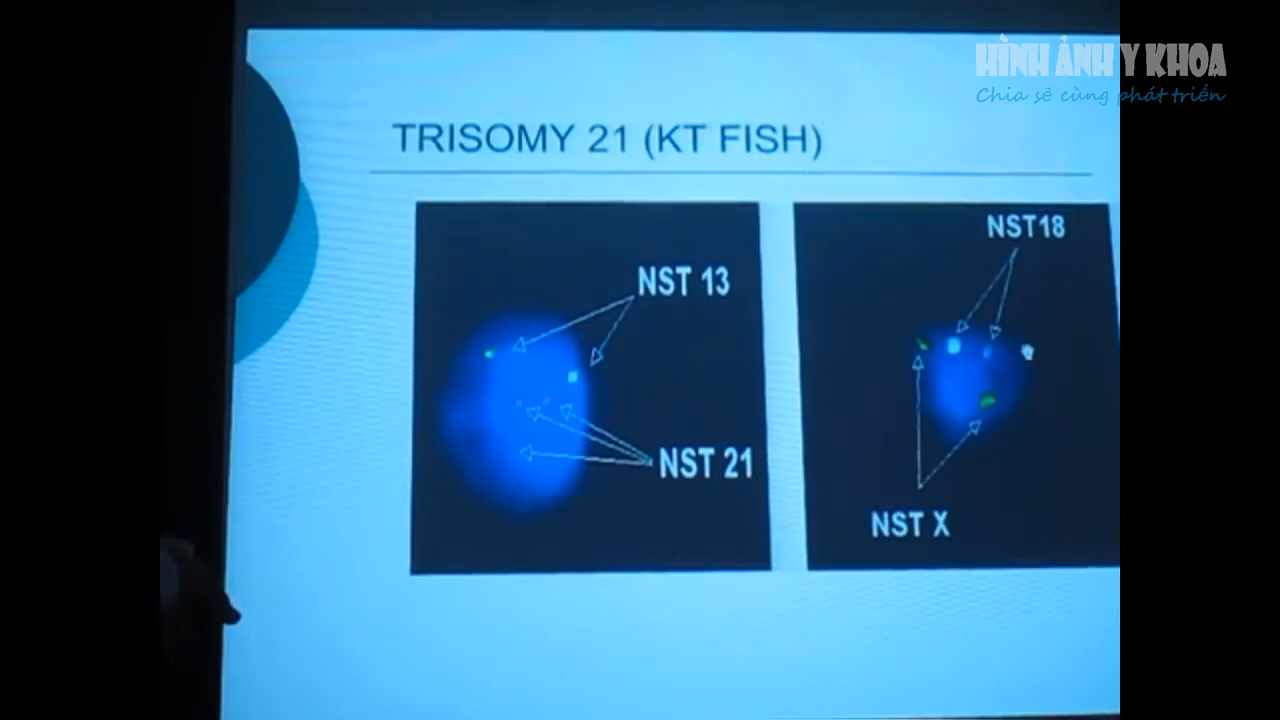 HÌNH ẢNH Y KHOA
Chia sẻ cùng phát triển
TRISOMY 21 (KT FISH)
NST 13
NST 21
NST18
NST X